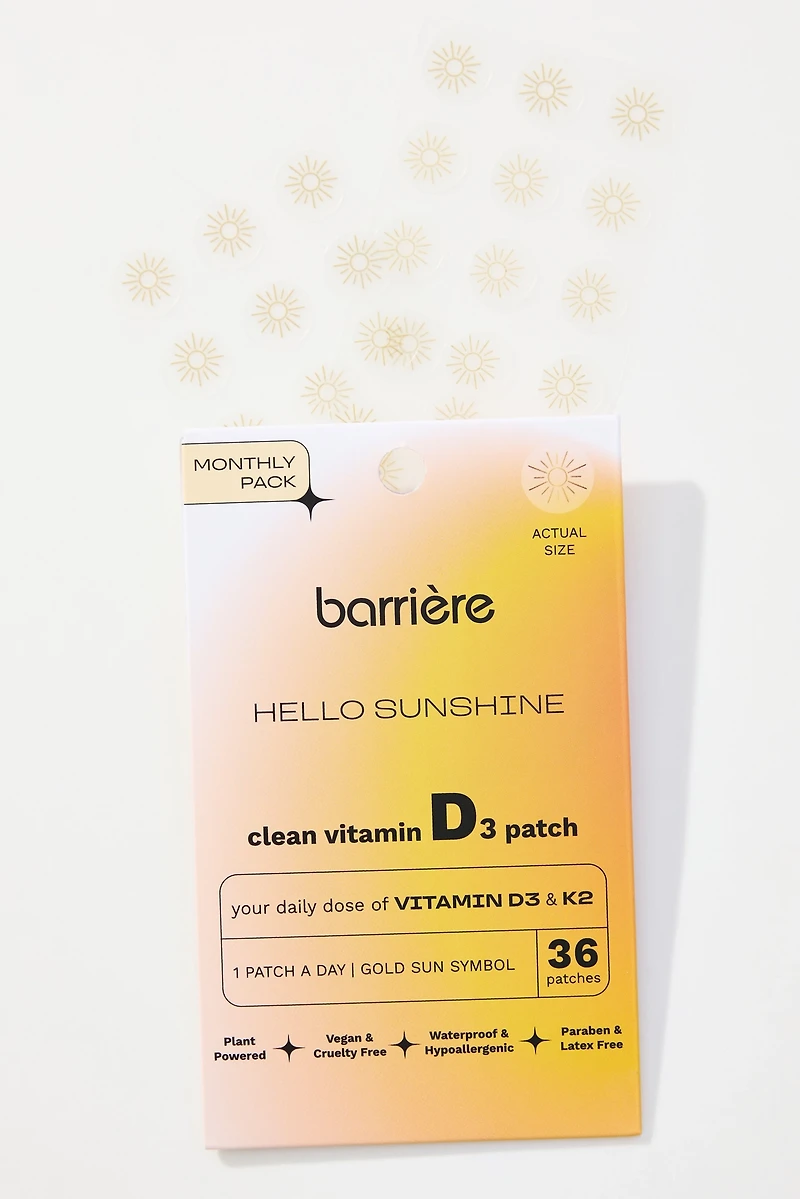 MONTHLY
PACK
ACTUAL
SIZE
barrière
HELLO SUNSHINE
clean vitamin D3 patch
your daily dose of VITAMIN D3 & K2
1 PATCH A DAY | GOLD SUN SYMBOL
36
patches
Plant
Powered
Vegan &
Cruelty Free
Waterproof &
Hypoallergenic
Paraben &
Latex Free